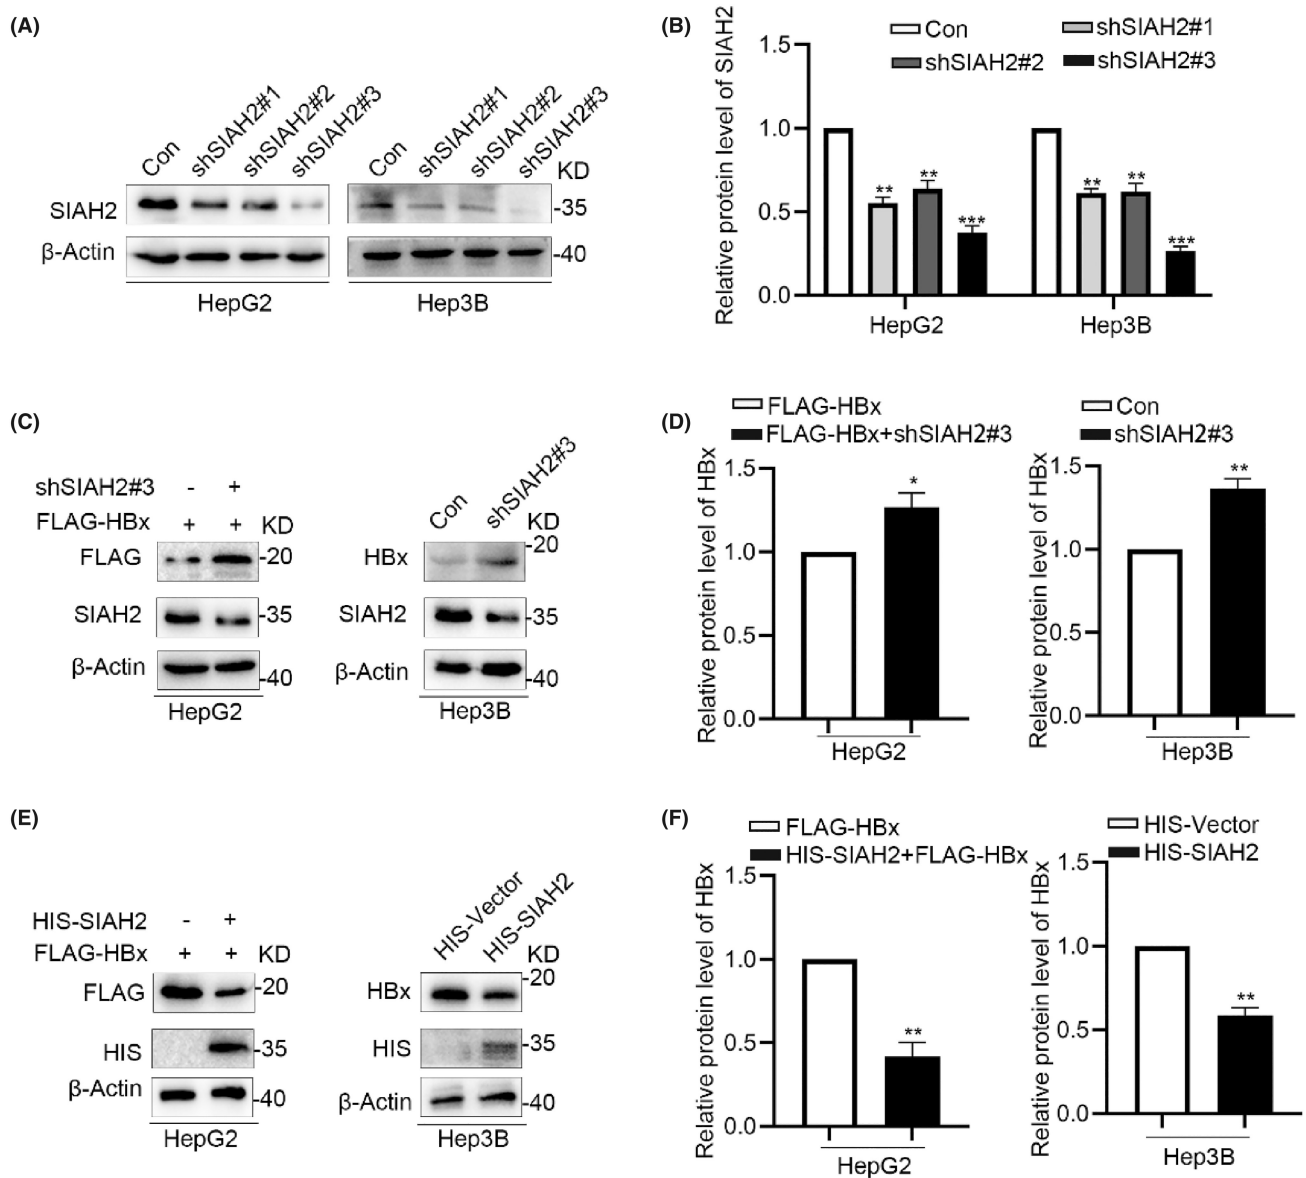 (A)
Con shSIAH2#1 shSIAH2#2 shSIAH2#3 Con shSIAH2#1 shSIAH2#2 shSIAH2#3 KD
SIAH2 -35
β-Actin -40
HepG2 Hep3B
(B)
Con shSIAH2#1
shSIAH2#2 shSIAH2#3
Relative protein level of SIAH2
1.5
1.0
0.5
0.0
** ** *** ** ** ***
HepG2 Hep3B
(C)
shSIAH2#3 - +
FLAG-HBx + + KD
FLAG -20
SIAH2 -35
β-Actin -40
HepG2
Con shSIAH2#3 KD
HBx -20
SIAH2 -35
β-Actin -40
Hep3B
(D)
FLAG-HBx
FLAG-HBx+shSIAH2#3
Relative protein level of HBx
1.5
1.0
0.5
0.0
*
HepG2
Con
shSIAH2#3
Relative protein level of HBx
1.5
1.0
0.5
0.0
**
Hep3B
(E)
HIS-SIAH2 - +
FLAG-HBx + + KD
FLAG -20
HIS -35
β-Actin -40
HepG2
HIS-Vector HIS-SIAH2 KD
HBx -20
HIS -35
β-Actin -40
Hep3B
(F)
FLAG-HBx
HIS-SIAH2+FLAG-HBx
Relative protein level of HBx
1.5
1.0
0.5
0.0
**
HepG2
HIS-Vector
HIS-SIAH2
Relative protein level of HBx
1.5
1.0
0.5
0.0
**
Hep3B